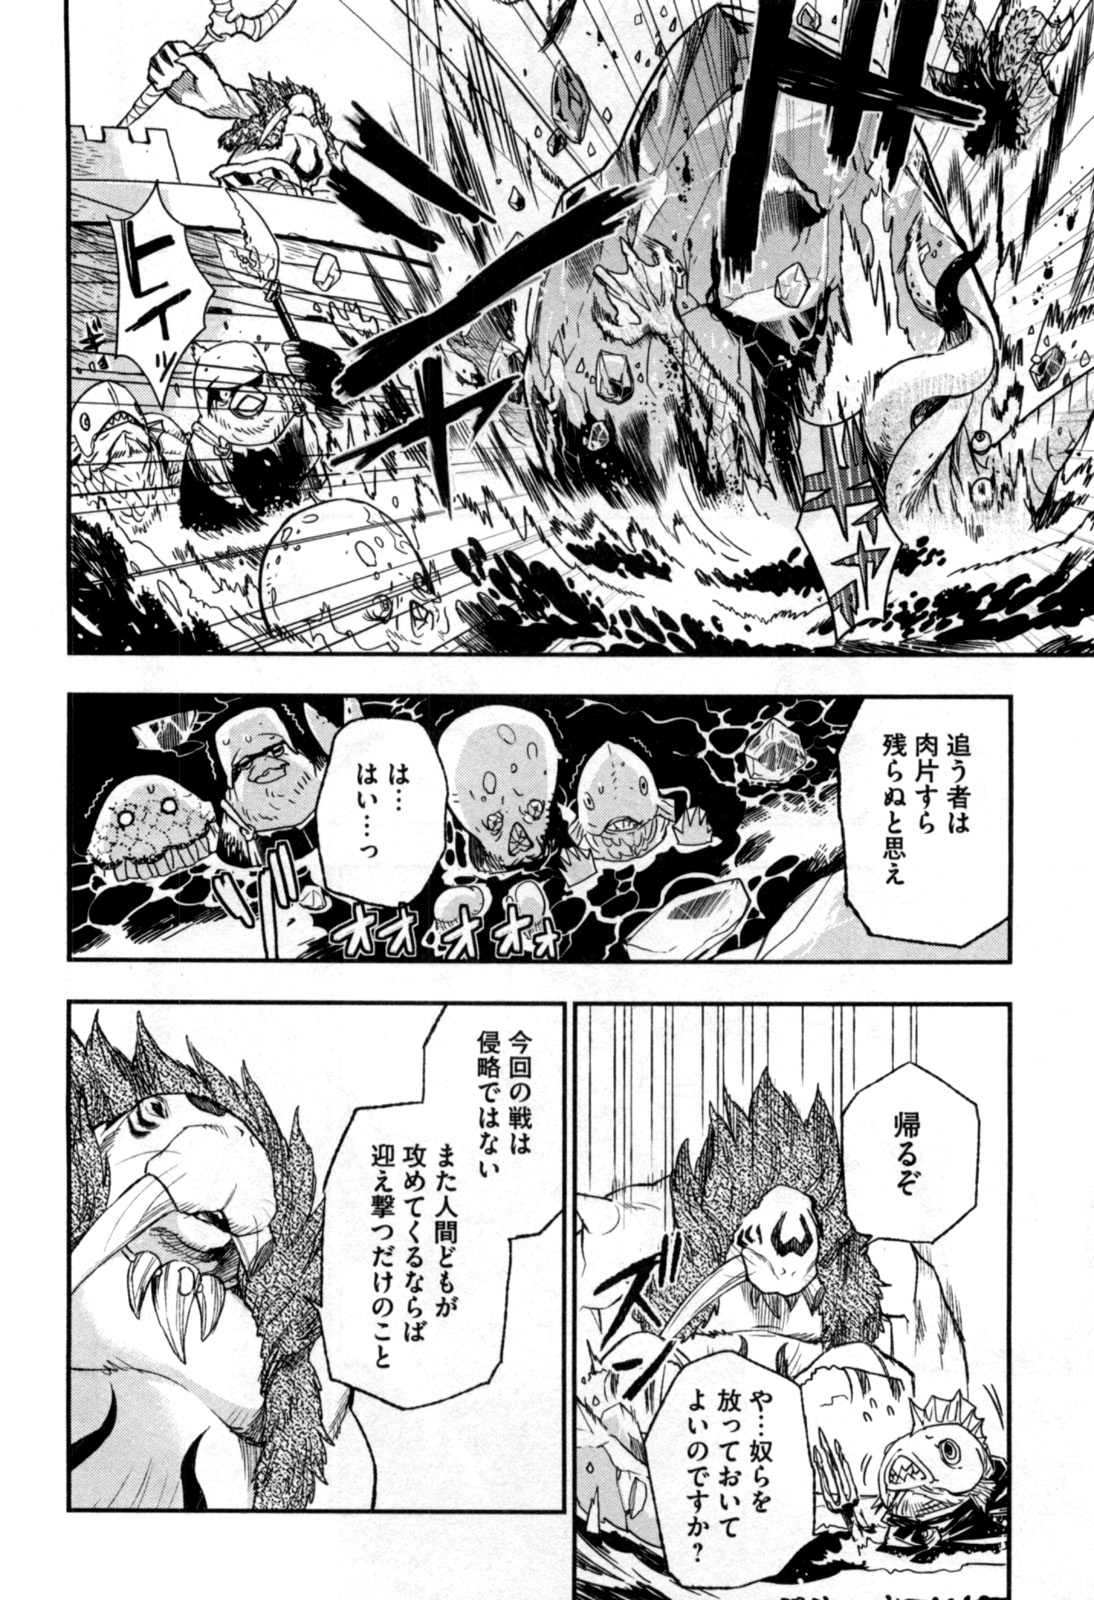 ヒイッ
追う者は
肉片すら
残らぬと思え
は…
はい…っ
オオオオォ
帰るぞ
ズズン
や…奴らを
放っておいて
よいのですか？
今回の戦は
侵略ではない
また人間どもが
攻めてくるならば
迎え撃つだけのこと